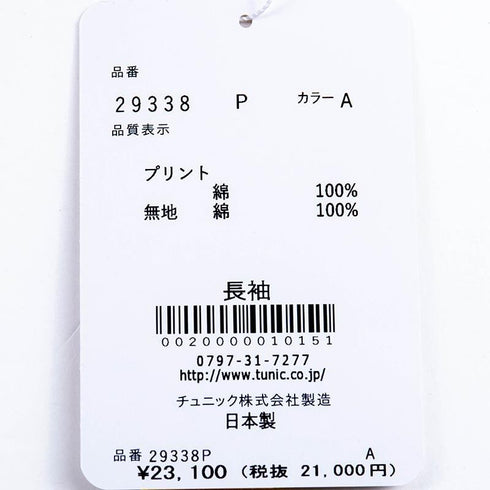 品番
29338 P カラー A
品質表示
プリント
綿 100%
無地 綿 100%
長袖
0020000010151
0797-31-7277
http://www.tunic.co.jp/
チュニック株式会社製造
日本製
品番 29338P A
¥23,100 (税抜 21,000円)